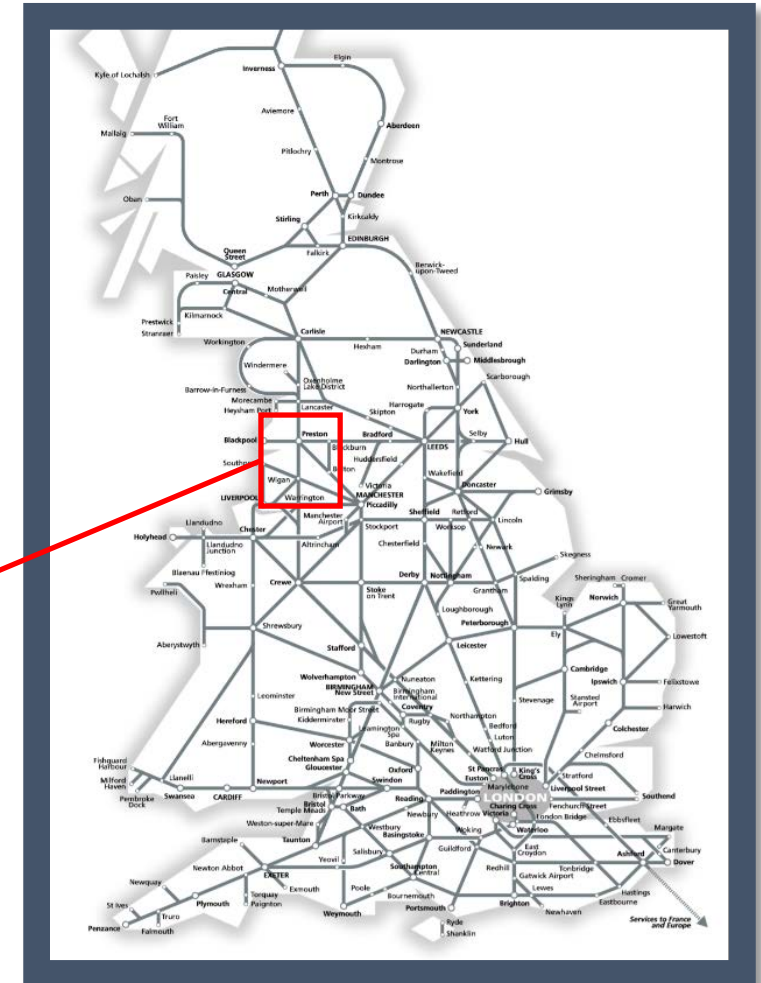 Inverness
Elgin
Kyle of Lochalsh
Aviemore
Fort
William
Mallaig
Aberdeen
Pitlochry
Montrose
Perth
Dundee
Oban
Stirling
Kirkcaldy
EDINBURGH
Queen
Street
Falkirk
Berwick-
upon-Tweed
Paisley
GLASGOW
Central
Motherwell
Prestwick
Kilmarnock
Stranraer
Carlisle
NEWCASTLE
Workington
Hexham
Durham
Sunderland
Darlington
Middlesbrough
Windermere
Scarborough
Oxenholme
Lake District
Barrow-in-Furness
Northallerton
Morecambe
Heysham Port
Lancaster
Harrogate
York
Skipton
Blackpool
Preston
Bradford
Selby
Hull
Blackburn
LEEDS
Huddersfield
Southport
Bolton
Wakefield
Wigan
Victoria
Doncaster
MANCHESTER
Piccadilly
Grimsby
LIVERPOOL
Warrington
Manchester
Airport
Sheffield
Retford
Lincoln
Stockport
Worksop
Llandudno
Chester
Holyhead
Llandudno
Junction
Altrincham
Chesterfield
Newark
Skegness
Blaenau Ffestiniog
Wrexham
Crewe
Stoke
on Trent
Derby
Nottingham
Grantham
Spalding
Sheringham
Cromer
Pwllheli
Kings
Lynn
Norwich
Great
Yarmouth
Loughborough
Peterborough
Ely
Shrewsbury
Aberystwyth
Stafford
Leicester
Lowestoft
Cambridge
Wolverhampton
Nuneaton
Kettering
BIRMINGHAM
New Street
Birmingham
International
Ipswich
Felixstowe
Stansted
Airport
Leominster
Coventry
Stevenage
Harwich
Birmingham Moor Street
Rugby
Northampton
Kidderminster
Hereford
Leamington
Spa
Bedford
Colchester
Worcester
Banbury
Milton
Keynes
Luton
Abergavenny
Watford Junction
Chelmsford
Cheltenham Spa
Gloucester
Oxford
St Pancras
King's
Cross
Euston
Stratford
Fishguard
Harbour
Milford
Haven
Llanelli
Newport
Swindon
Marylebone
Liverpool Street
Pembroke
Dock
Swansea
CARDIFF
Bristol Parkway
Reading
Paddington
LONDON
Fenchurch Street
Southend
Bristol
Temple Meads
Bath
Charing Cross
Newbury
Heathrow
Victoria
London Bridge
Ebbsfleet
Weston-super-Mare
Westbury
Basingstoke
Woking
Waterloo
Margate
Barnstaple
Taunton
Guildford
East
Croydon
Canterbury
Salisbury
Ashford
Dover
Yeovil
Newton Abbot
Southampton
Central
Redhill
Tonbridge
Gatwick Airport
EXETER
Newquay
Exmouth
Poole
Lewes
Hastings
St Ives
Plymouth
Torquay
Paignton
Bournemouth
Eastbourne
Truro
Weymouth
Portsmouth
Brighton
Newhaven
Penzance
Falmouth
Ryde
Shanklin
Services to France
and Europe